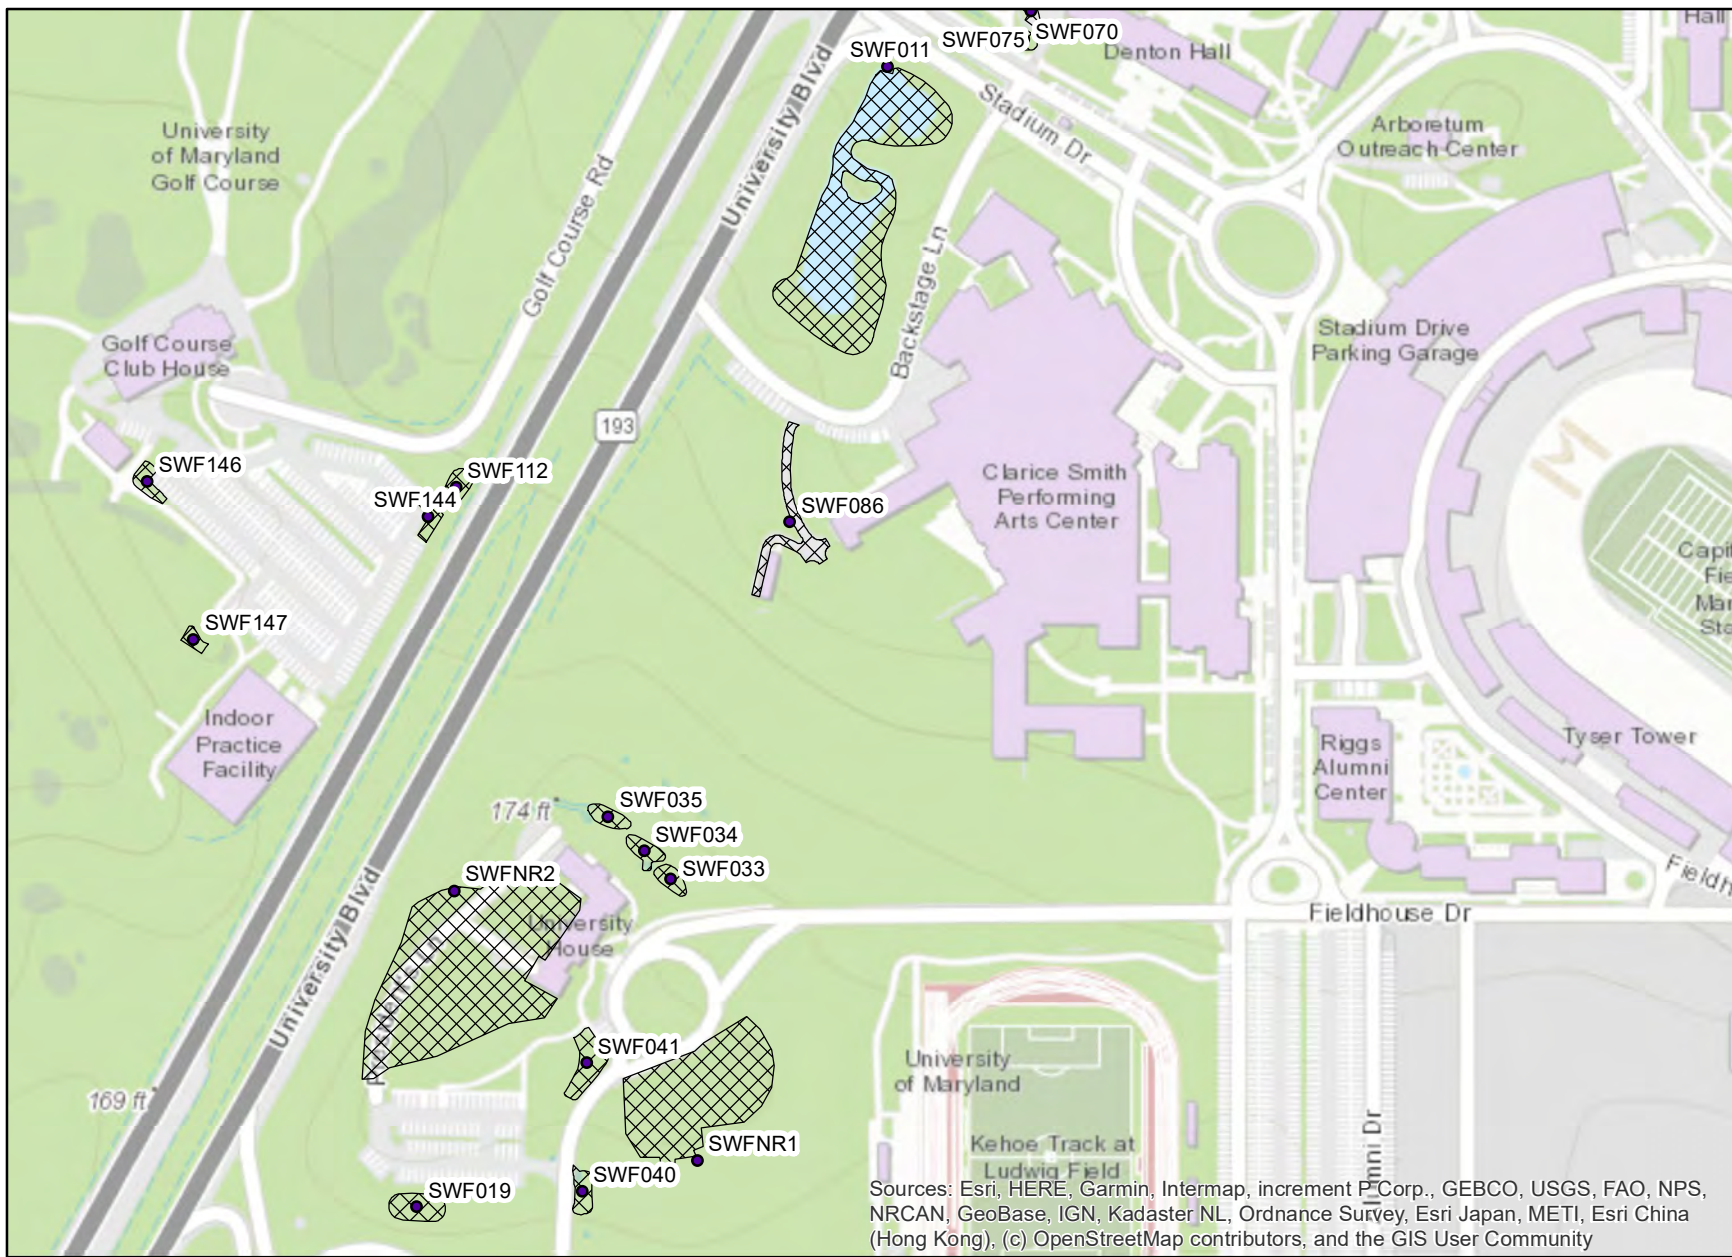 SWF075
SWF070
SWF011
Denton Hall
Hall
University Blvd
Stadium Dr
University
of Maryland
Golf Course
Arboretum
Outreach Center
Golf Course Rd
University Blvd
Backstage Ln
Golf Course
Club House
Stadium Drive
Parking Garage
193
M
SWF146
SWF112
SWF144
SWF086
Clarice Smith
Performing
Arts Center
SWF147
Indoor
Practice
Facility
Riggs
Alumni
Center
Tyser Tower
174 ft
SWF035
SWF034
SWF033
SWFNR2
University
House
Fieldhouse Dr
University Blvd
SWF041
University
of Maryland
169 ft
Kehoe Track at
Ludwig Field
SWFNR1
SWF040
SWF019
Sources: Esri, HERE, Garmin, Intermap, increment P Corp., GEBCO, USGS, FAO, NPS,
NRCAN, GeoBase, IGN, Kadaster NL, Ordnance Survey, Esri Japan, METI, Esri China
(Hong Kong), (c) OpenStreetMap contributors, and the GIS User Community